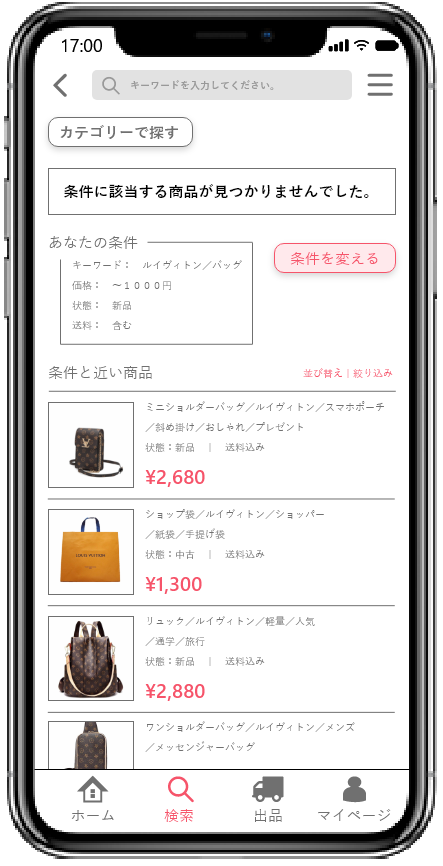 17:00
キーワードを入力してください。
カテゴリーで探す
条件に該当する商品が見つかりませんでした。
あなたの条件
キーワード： ルイヴィトン／バッグ
価格： 〜１０００円
状態： 新品
送料： 含む
条件を変える
条件と近い商品
並び替え｜絞り込み
ミニショルダーバッグ／ルイヴィトン／スマホポーチ
／斜め掛け／おしゃれ／プレゼント
状態：新品 ｜ 送料込み
¥2,680
ショップ袋／ルイヴィトン／ショッパー
／紙袋／手提げ袋
状態：中古 ｜ 送料込み
¥1,300
リュック／ルイヴィトン／軽量／人気
／通学／旅行
状態：新品 ｜ 送料込み
¥2,880
ワンショルダーバッグ／ルイヴィトン／メンズ
／メッセンジャーバッグ
ホーム
検索
出品
マイページ